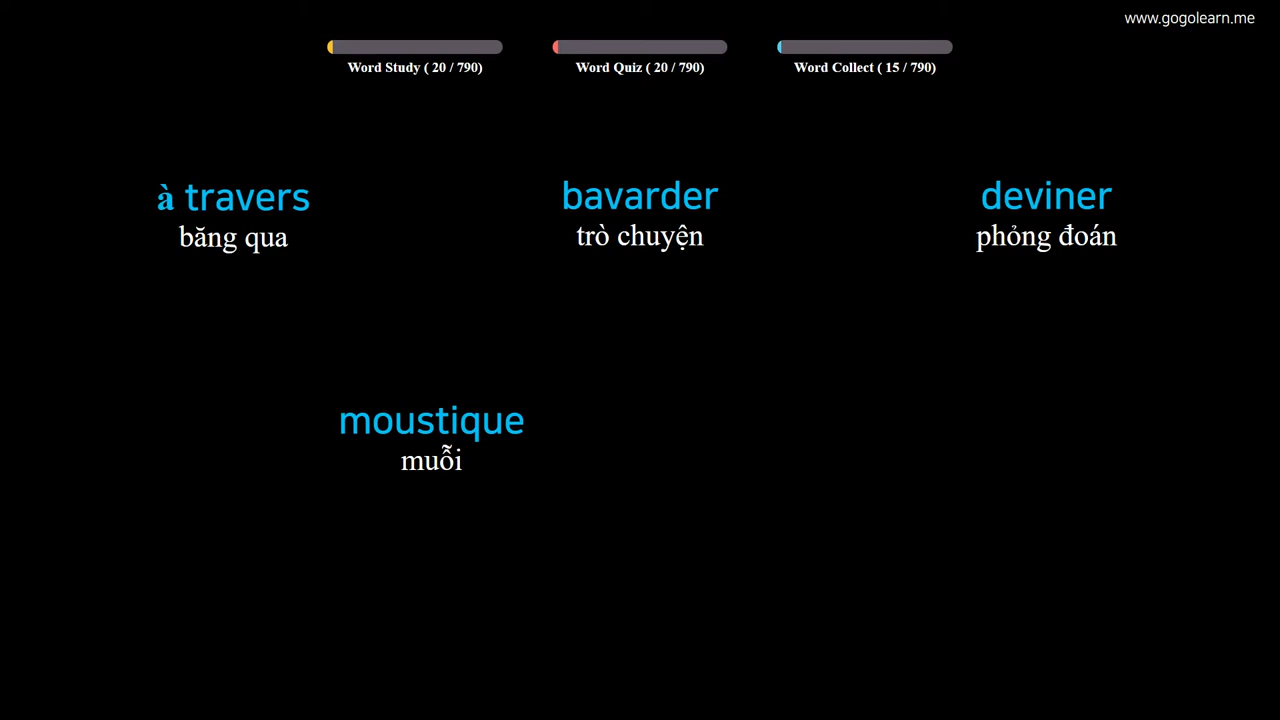 www.gogolearn.me
Word Study ( 20 / 790)
Word Quiz ( 20 / 790)
Word Collect ( 15 / 790)
à travers
băng qua
bavarder
trò chuyện
deviner
phỏng đoán
moustique
muỗi